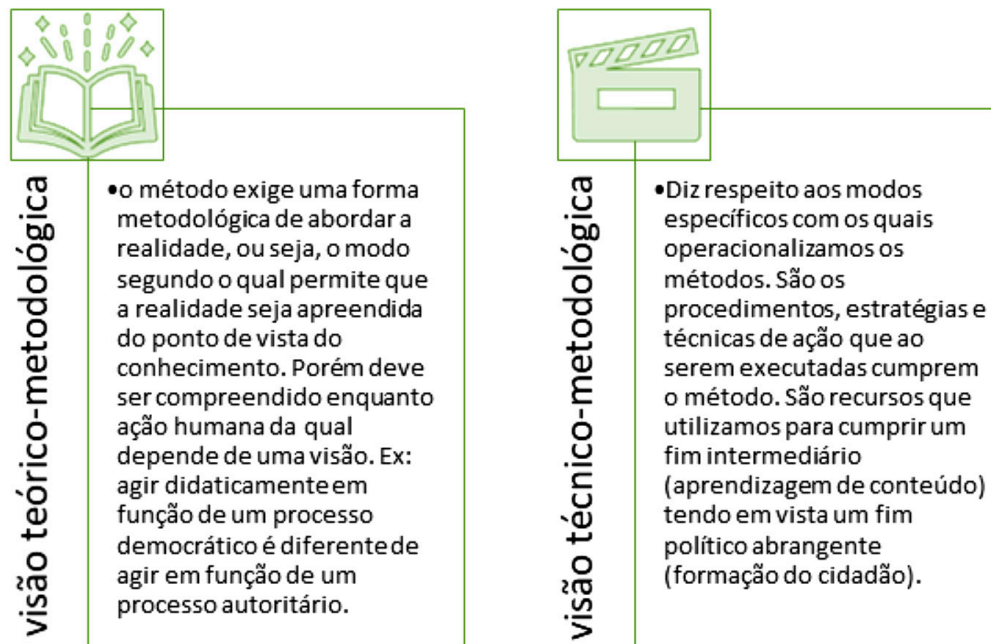 visão teórico-metodológica
•o método exige uma forma
metodológica de abordar a
realidade, ou seja, o modo
segundo o qual permite que
a realidade seja apreendida
do ponto de vista do
conhecimento. Porém deve
ser compreendido enquanto
ação humana da qual
depende de uma visão. Ex:
agir didaticamente em
função de um processo
democrático é diferente de
agir em função de um
processo autoritário.
visão técnico-metodológica
•Diz respeito aos modos
específicos com os quais
operacionalizamos os
métodos. São os
procedimentos, estratégias e
técnicas de ação que ao
serem executadas cumprem
o método. São recursos que
utilizamos para cumprir um
fim intermediário
(aprendizagem de conteúdo)
tendo em vista um fim
político abrangente
(formação do cidadão).